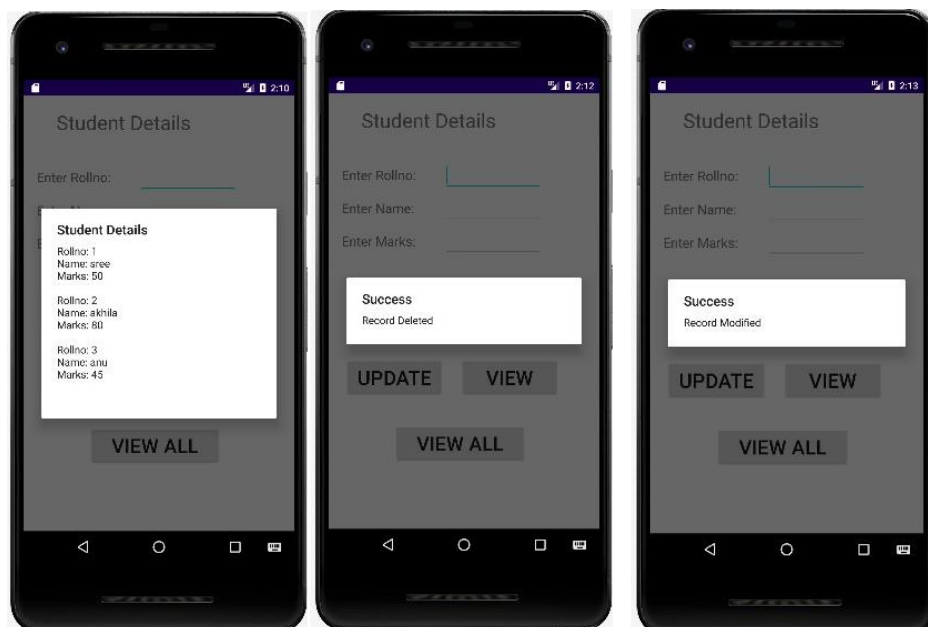 2:10
Student Details
Enter Rollno:
Student Details
Rollno: 1
Name: sree
Marks: 50
Rollno: 2
Name: akhila
Marks: 80
Rollno: 3
Name: anu
Marks: 45
VIEW ALL
2:12
Student Details
Enter Rollno:
Enter Name:
Enter Marks:
Success
Record Deleted
UPDATE VIEW
VIEW ALL
2:13
Student Details
Enter Rollno:
Enter Name:
Enter Marks:
Success
Record Modified
UPDATE VIEW
VIEW ALL